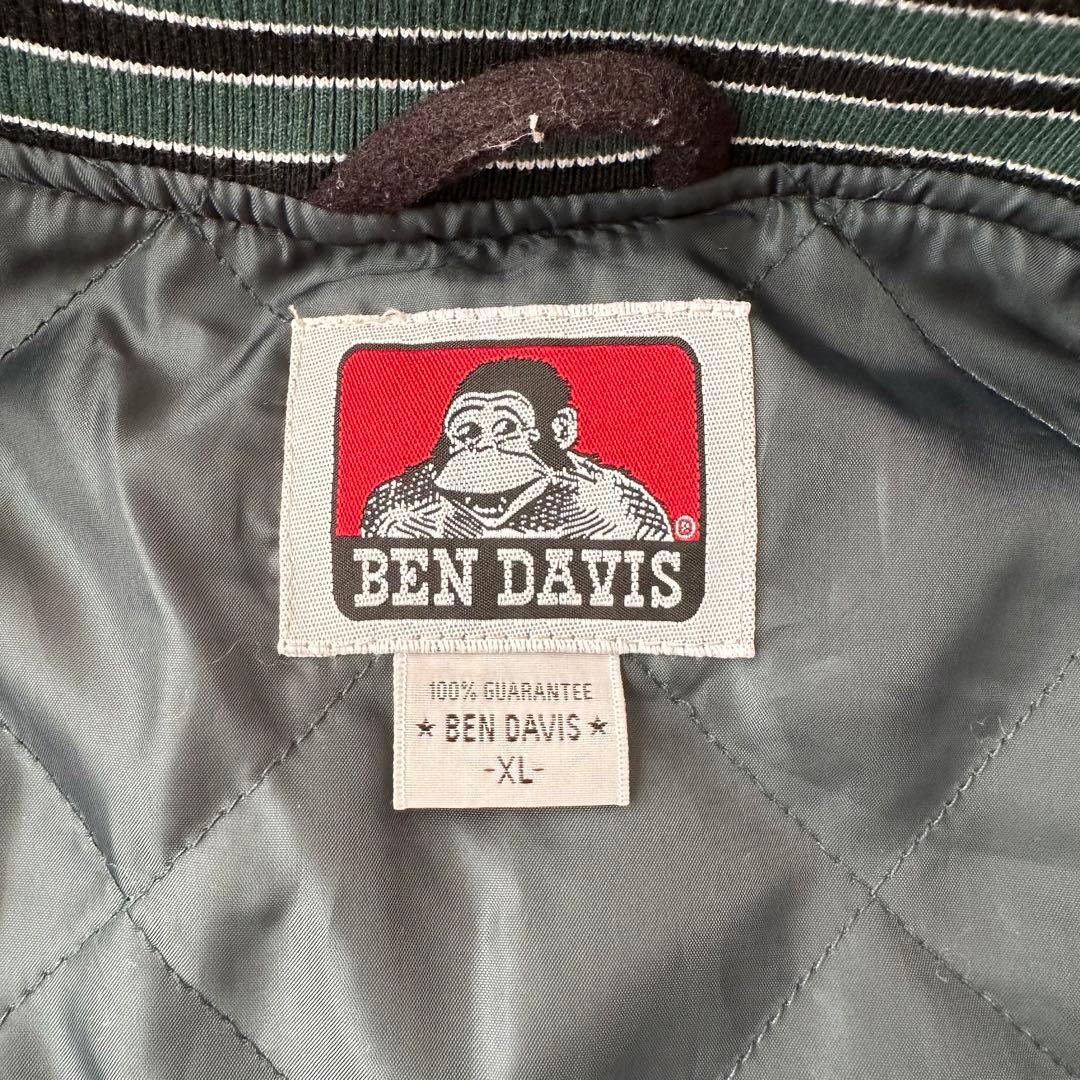 ®
BEN DAVIS
100% GUARANTEE
★ BEN DAVIS ★
-XL-